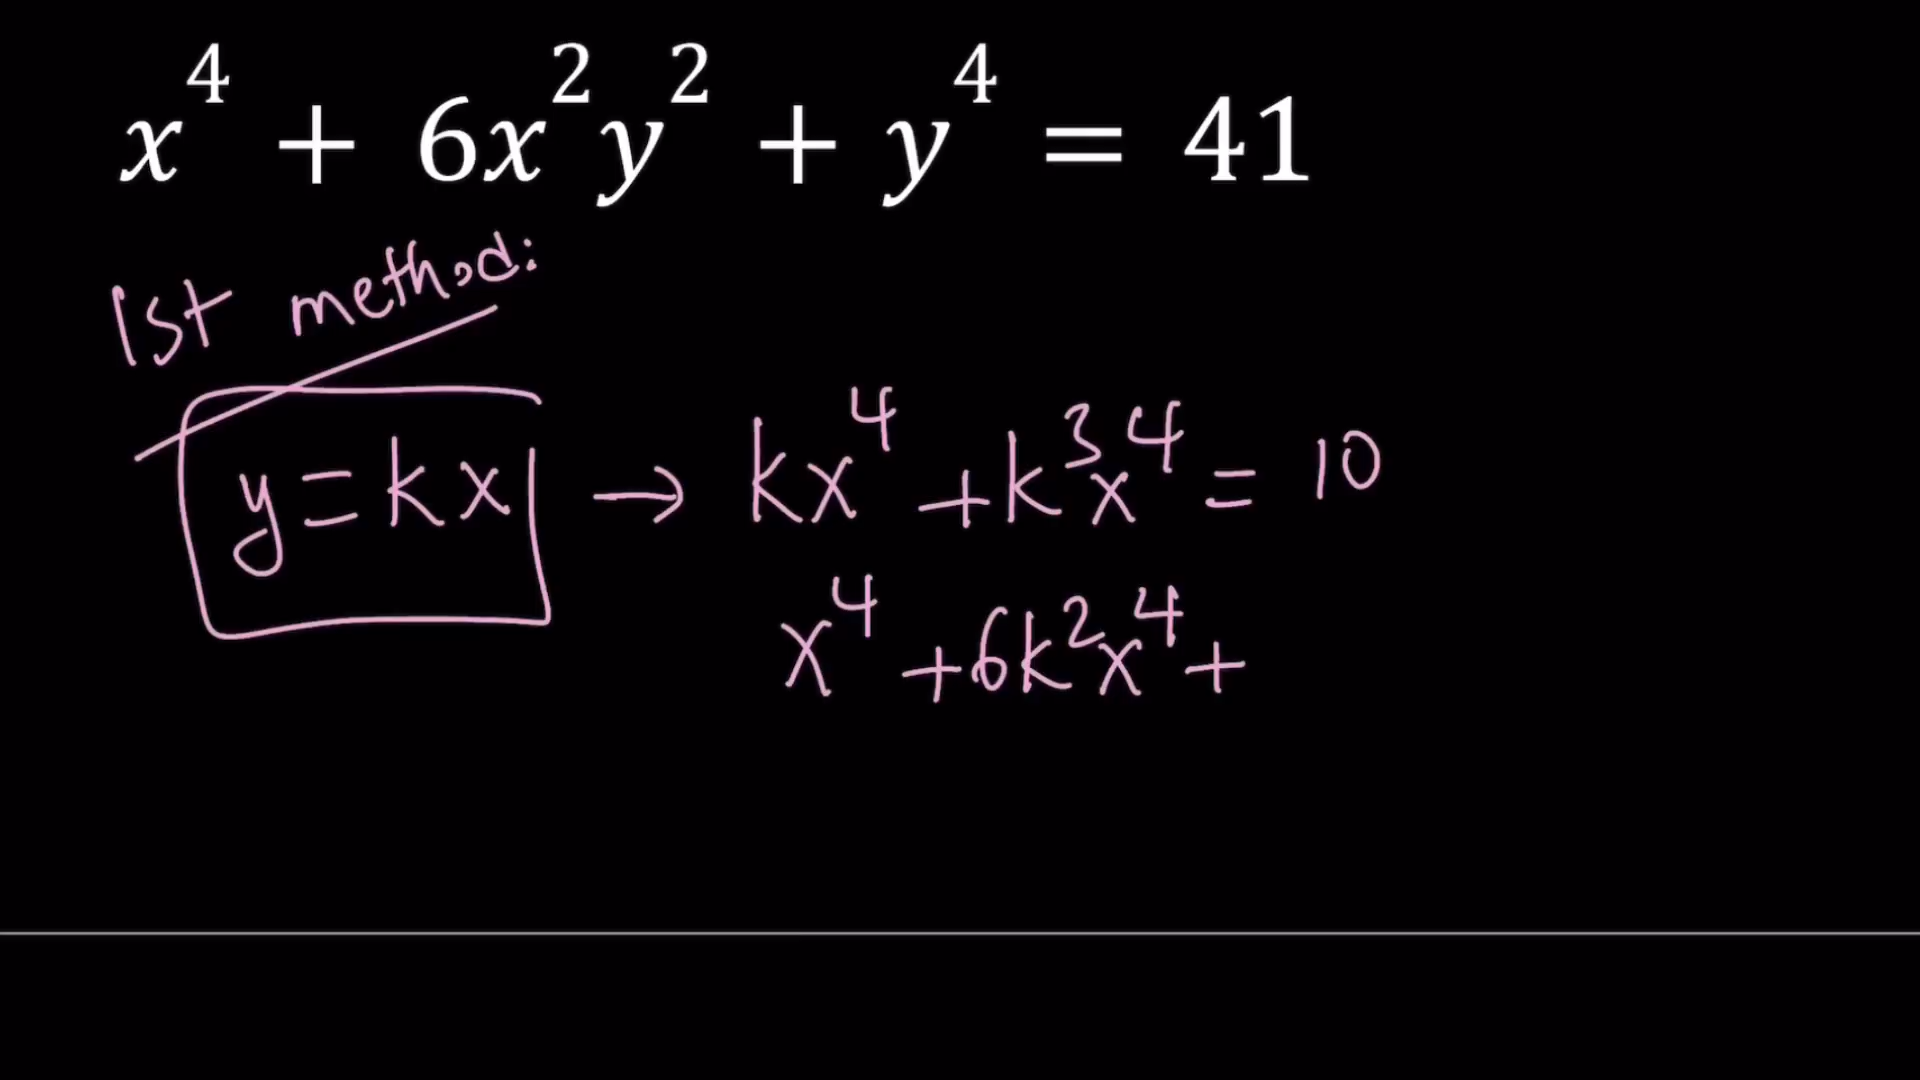 x⁴ + 6x²y² + y⁴ = 41
1st method:
y = kx → kx⁴ + k³x⁴ = 10
x⁴ + 6k²x⁴ +